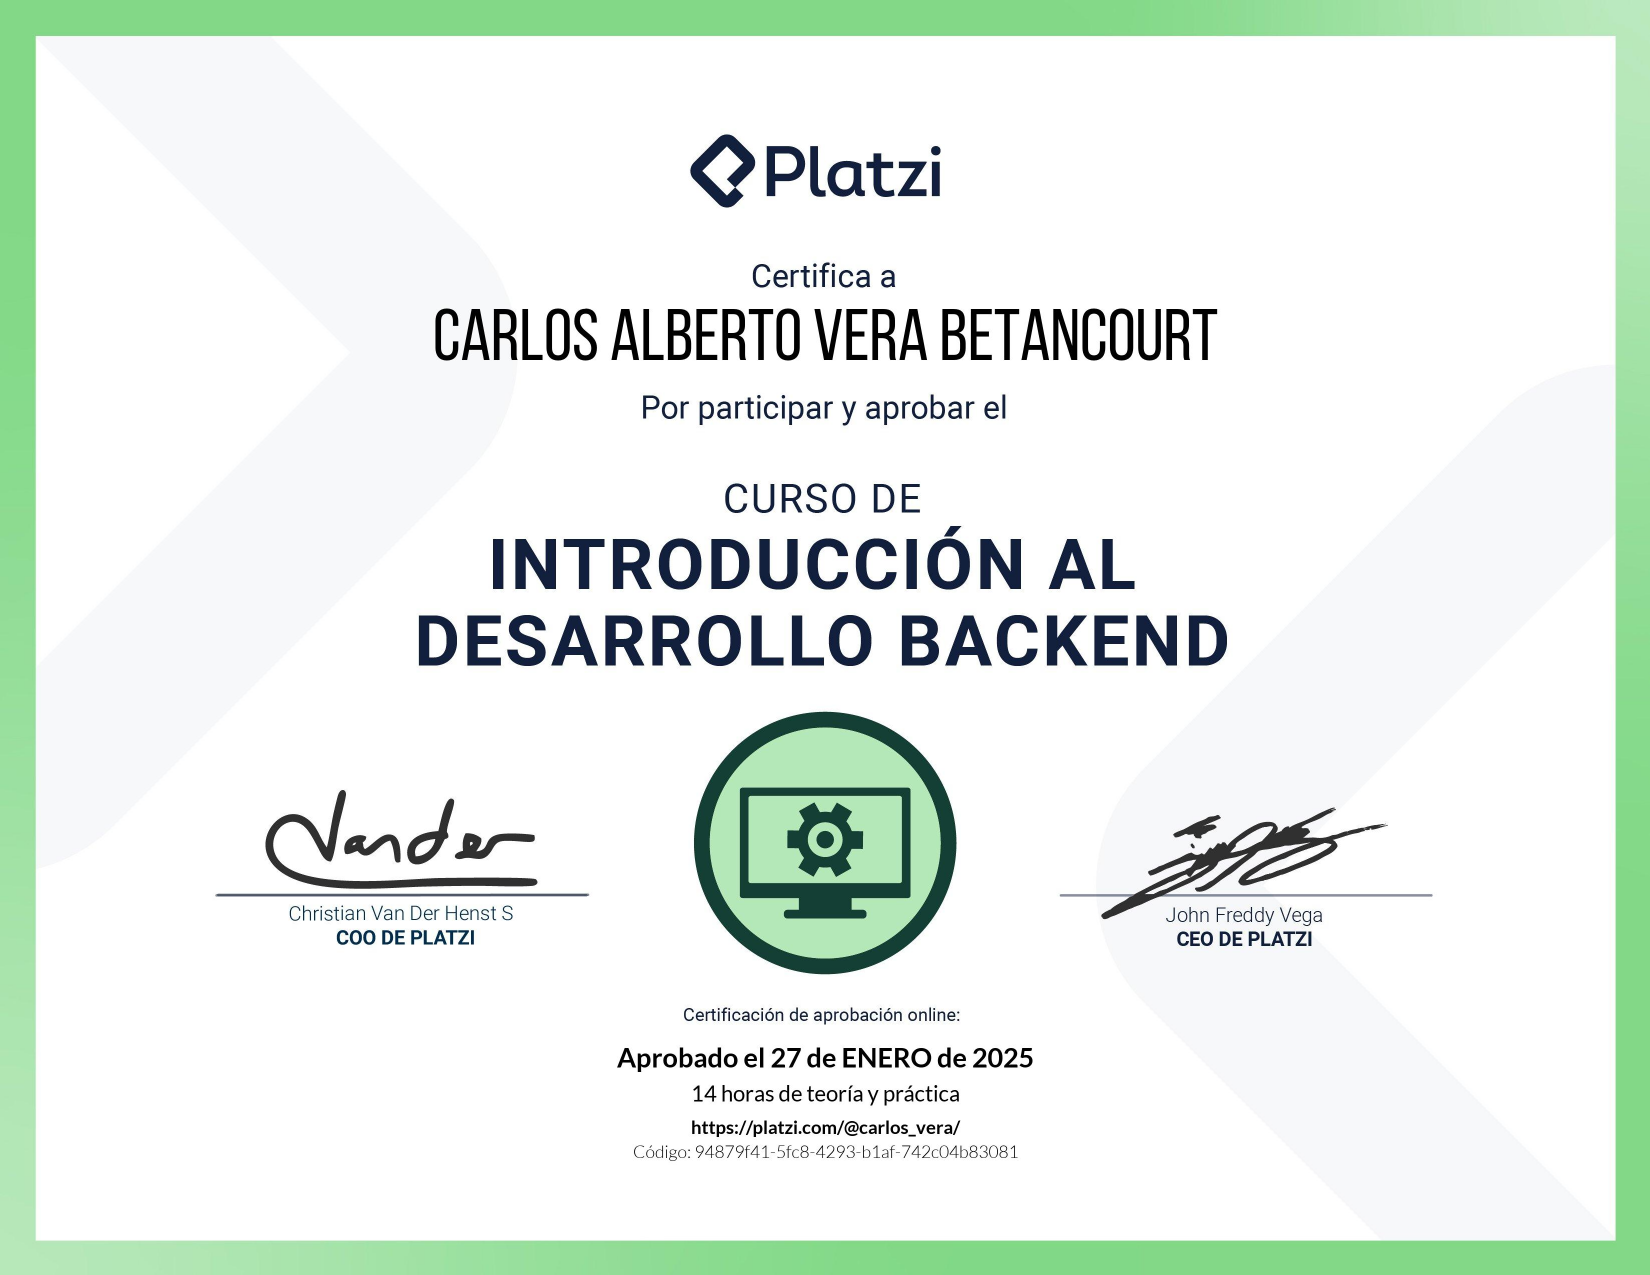 Platzi
Certifica a
CARLOS ALBERTO VERA BETANCOURT
Por participar y aprobar el
CURSO DE
INTRODUCCIÓN AL
DESARROLLO BACKEND
Vander
Christian Van Der Henst S
COO DE PLATZI
John Freddy Vega
CEO DE PLATZI
Certificación de aprobación online:
Aprobado el 27 de ENERO de 2025
14 horas de teoría y práctica
https://platzi.com/@carlos_vera/
Código: 94879f41-5fc8-4293-b1af-742c04b83081